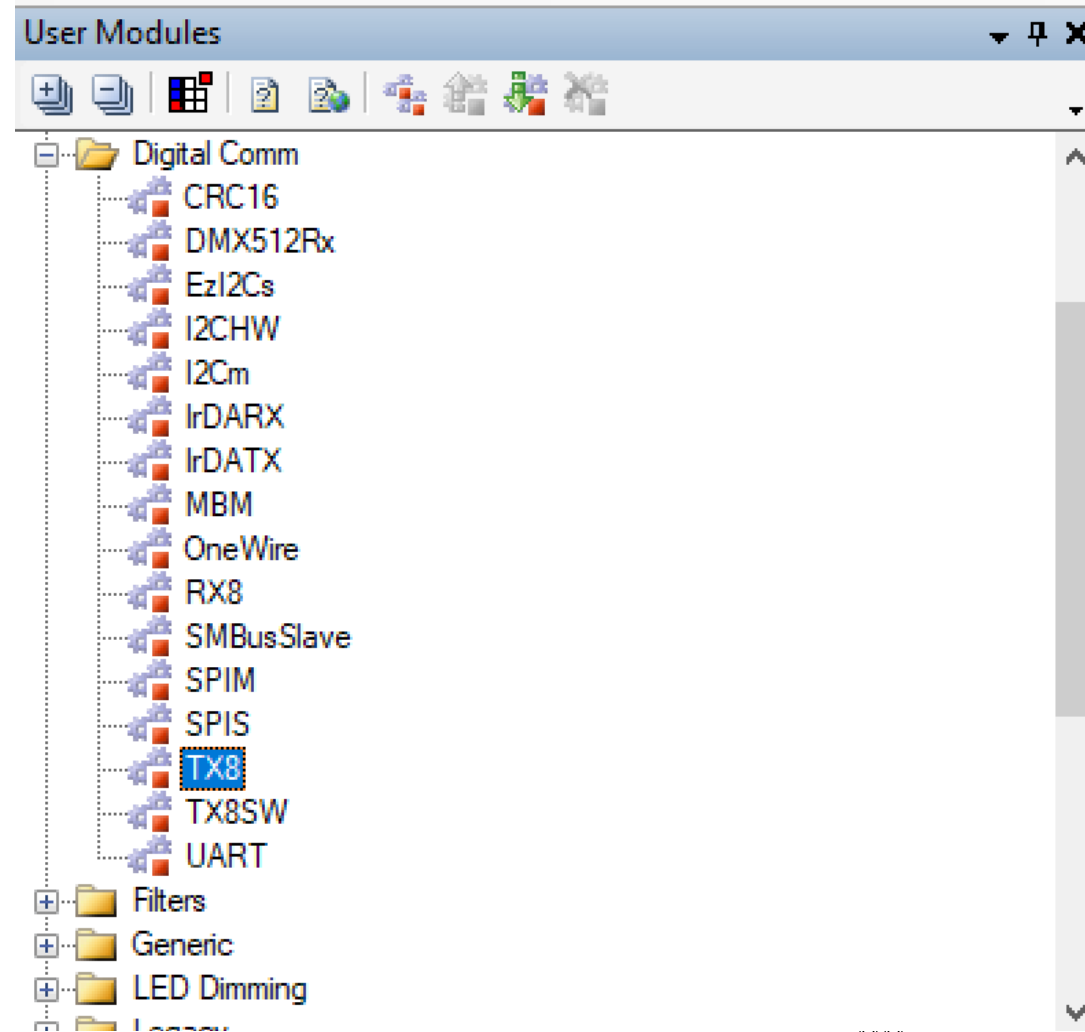 User Modules
Digital Comm
CRC16
DMX512Rx
EzI2Cs
I2CHW
I2Cm
IrDARX
IrDATX
MBM
OneWire
RX8
SMBusSlave
SPIM
SPIS
TX8
TX8SW
UART
Filters
Generic
LED Dimming
Legacy